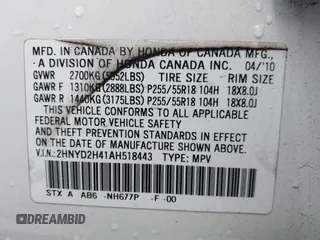 MFD. IN CANADA BY HONDA OF CANADA MFG.,
A DIVISION OF HONDA CANADA INC. 04/'10
GVWR 2700KG(5952LBS) TIRE SIZE RIM SIZE
GAWR F 1310KG(2888LBS) P255/55R18 104H 18X8.0J
GAWR R 1440KG(3175LBS) P255/55R18 104H 18X8.0J
THIS VEHICLE CONFORMS TO ALL APPLICABLE
FEDERAL MOTOR VEHICLE SAFETY STANDARDS IN EFFECT
ON THE DATE OF MANUFACTURE SHOWN ABOVE.
V.I.N.: 2HNYD2H41AH518443 TYPE: MPV
STX A AB6 -NH677P -F -00
DREAMBID